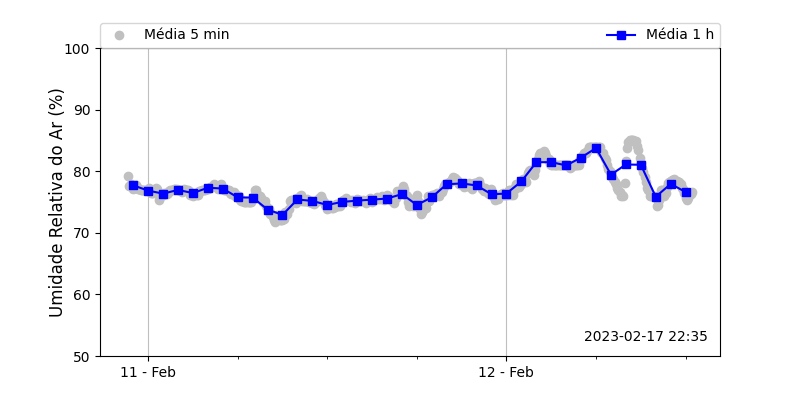 Média 5 min
Média 1 h
Umidade Relativa do Ar (%)
100
90
80
70
60
50
2023-02-17 22:35
11 - Feb
12 - Feb